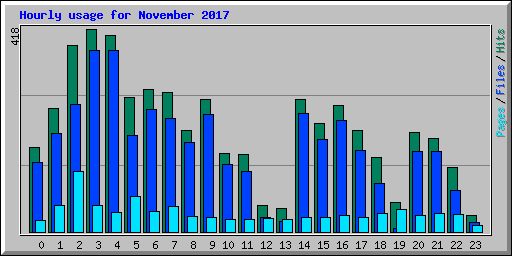 Hourly usage for November 2017
418
Pages/Files/Hits
0 1 2 3 4 5 6 7 8 9 10 11 12 13 14 15 16 17 18 19 20 21 22 23